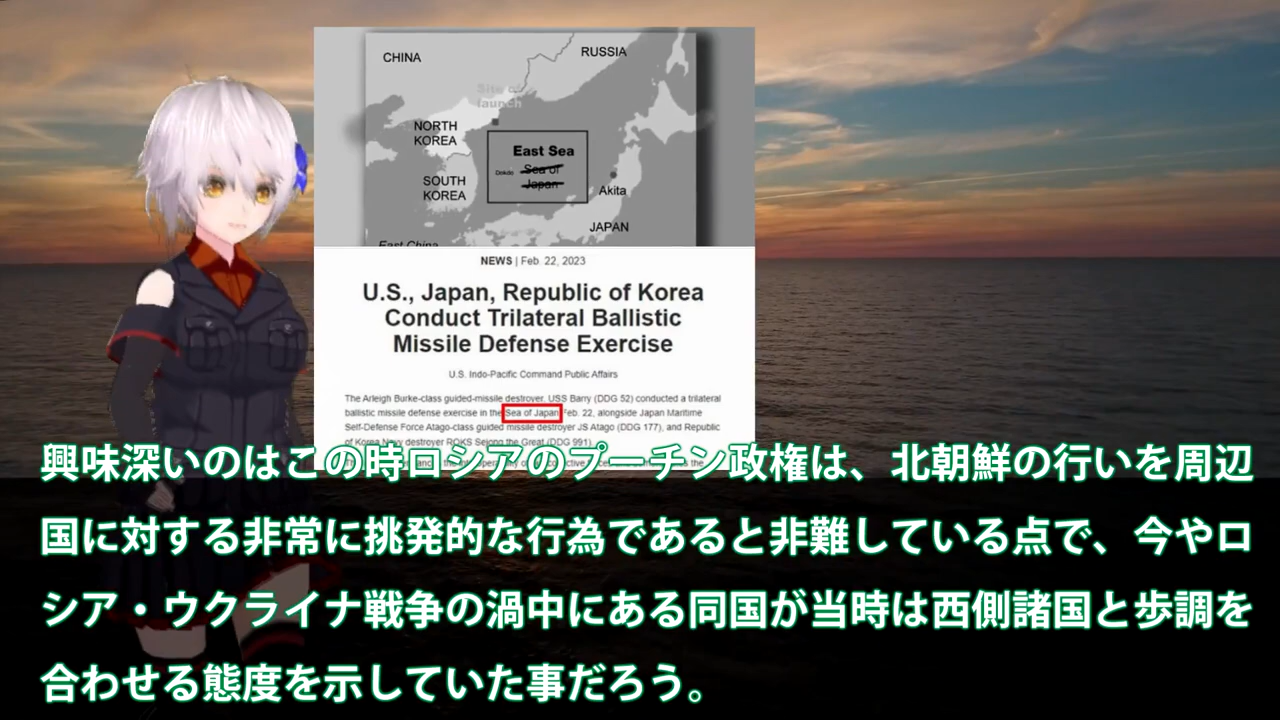 CHINA
RUSSIA
Site of
launch
NORTH
KOREA
East Sea
Dokdo
Sea of
Japan
SOUTH
KOREA
Akita
JAPAN
East China
NEWS | Feb. 22, 2023
U.S., Japan, Republic of Korea
Conduct Trilateral Ballistic
Missile Defense Exercise
U.S. Indo-Pacific Command Public Affairs
The Arleigh Burke-class guided-missile destroyer, USS Barry (DDG 52) conducted a trilateral
ballistic missile defense exercise in the Sea of Japan Feb. 22, alongside Japan Maritime
Self-Defense Force Atago-class guided missile destroyer JS Atago (DDG 177), and Republic
of Korea Navy destroyer ROKS Sejong the Great (DDG 991).
興味深いのはこの時ロシアのプーチン政権は、北朝鮮の行いを周辺
国に対する非常に挑発的な行為であると非難している点で、今やロ
シア・ウクライナ戦争の渦中にある同国が当時は西側諸国と歩調を
合わせる態度を示していた事だろう。